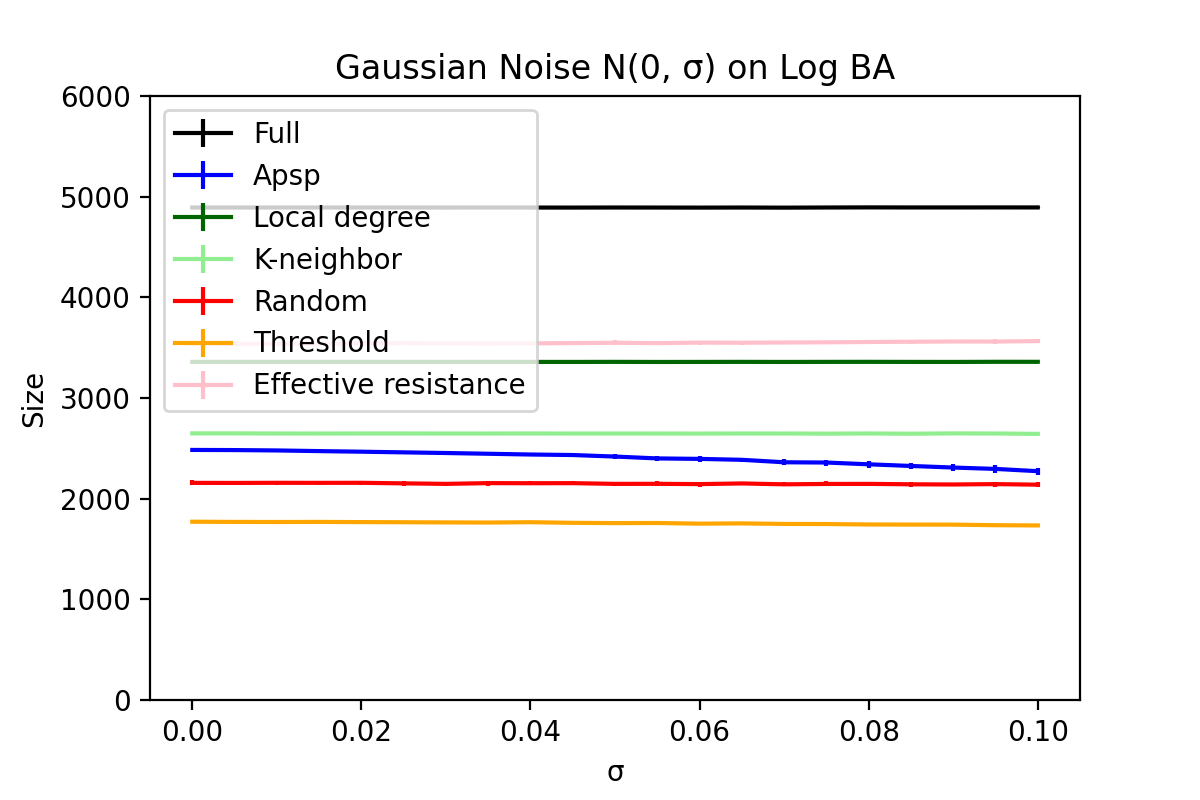 Gaussian Noise N(0, σ) on Log BA
6000
5000
4000
3000
2000
1000
0
Size
Full
Apsp
Local degree
K-neighbor
Random
Threshold
Effective resistance
0.00 0.02 0.04 0.06 0.08 0.10
σ